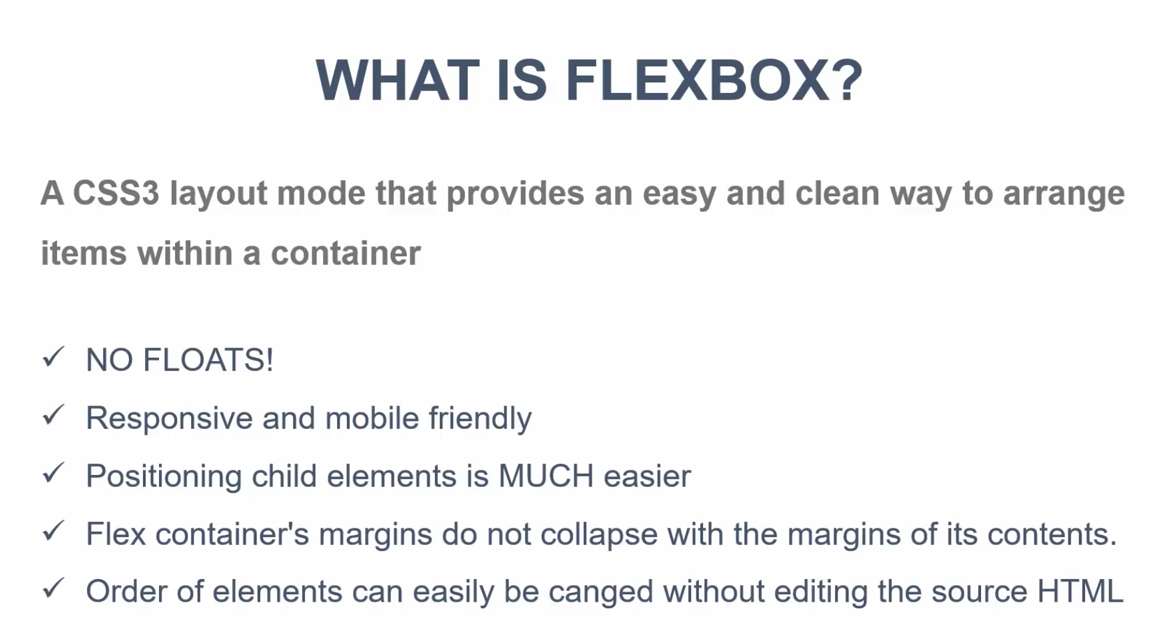 WHAT IS FLEXBOX?
A CSS3 layout mode that provides an easy and clean way to arrange
items within a container
✓ NO FLOATS!
✓ Responsive and mobile friendly
✓ Positioning child elements is MUCH easier
✓ Flex container's margins do not collapse with the margins of its contents.
✓ Order of elements can easily be canged without editing the source HTML